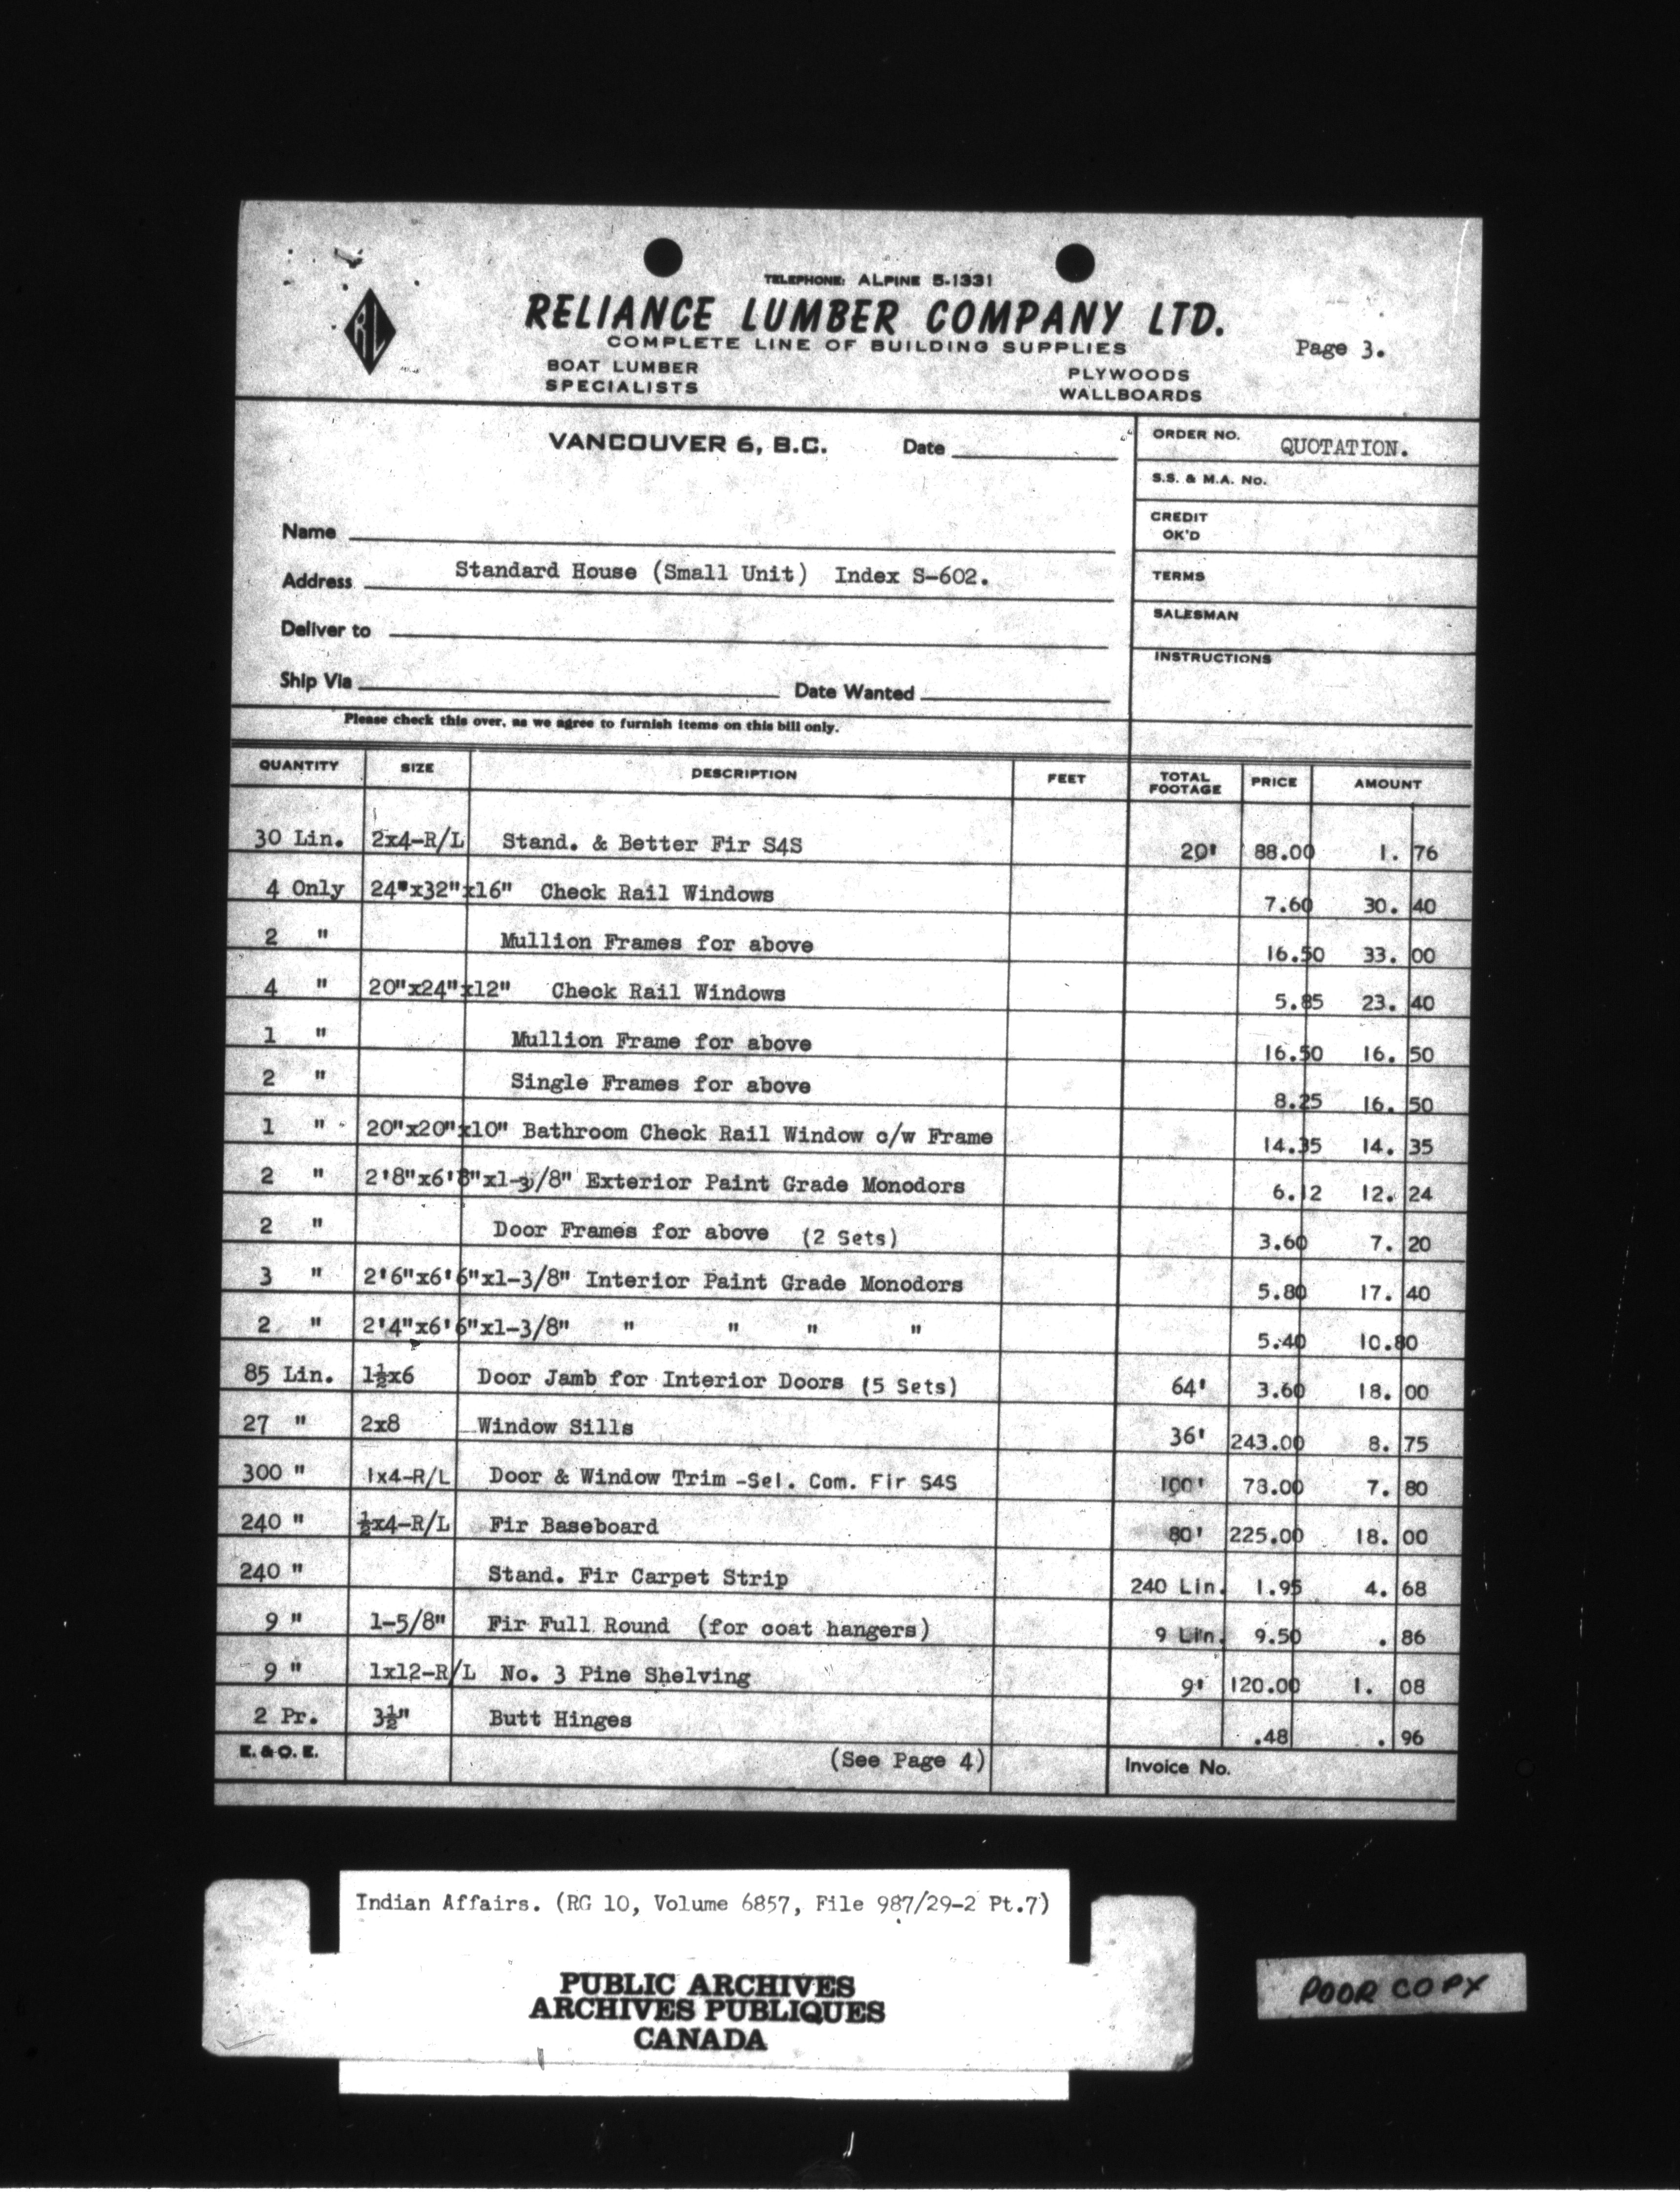 TELEPHONE: ALPINE 5-1331
RL
RELIANCE LUMBER COMPANY LTD.
COMPLETE LINE OF BUILDING SUPPLIES
Page 3.
BOAT LUMBER SPECIALISTS
PLYWOODS WALLBOARDS
VANCOUVER 6, B.C. Date
ORDER NO. QUOTATION.
S.S. & M.A. No.
CREDIT OK'D
Name
TERMS
Address Standard House (Small Unit) Index S-602.
SALESMAN
Deliver to
INSTRUCTIONS
Ship Via Date Wanted
Please check this over, as we agree to furnish items on this bill only.
QUANTITY SIZE DESCRIPTION FEET TOTAL FOOTAGE PRICE AMOUNT
30 Lin. 2x4-R/L Stand. & Better Fir S4S 20' 88.00 1. 76
4 Only 24"x32"x16" Check Rail Windows 7.60 30. 40
2 " Mullion Frames for above 16.50 33. 00
4 " 20"x24"x12" Check Rail Windows 5.85 23. 40
1 " Mullion Frame for above 16.50 16. 50
2 " Single Frames for above 8.25 16. 50
1 " 20"x20"x10" Bathroom Check Rail Window c/w Frame 14.35 14. 35
2 " 2'8"x6'8"x1-3/8" Exterior Paint Grade Monodors 6.12 12. 24
2 " Door Frames for above (2 Sets) 3.60 7. 20
3 " 2'6"x6'6"x1-3/8" Interior Paint Grade Monodors 5.80 17. 40
2 " 2'4"x6'6"x1-3/8" " " " " 5.40 10.80
85 Lin. 1½x6 Door Jamb for Interior Doors (5 Sets) 64' 3.60 18. 00
27 " 2x8 Window Sills 36' 243.00 8. 75
300 " 1x4-R/L Door & Window Trim -Sel. Com. Fir S4S 100' 78.00 7. 80
240 " ½x4-R/L Fir Baseboard 80' 225.00 18. 00
240 " Stand. Fir Carpet Strip 240 Lin. 1.95 4. 68
9 " 1-5/8" Fir Full Round (for coat hangers) 9 Lin. 9.50 . 86
9 " 1x12-R/L No. 3 Pine Shelving 9' 120.00 1. 08
2 Pr. 3½" Butt Hinges .48 . 96
E. & O. E. (See Page 4) Invoice No.
Indian Affairs. (RG 10, Volume 6857, File 987/29-2 Pt.7)
PUBLIC ARCHIVES
ARCHIVES PUBLIQUES
CANADA
POOR COPY